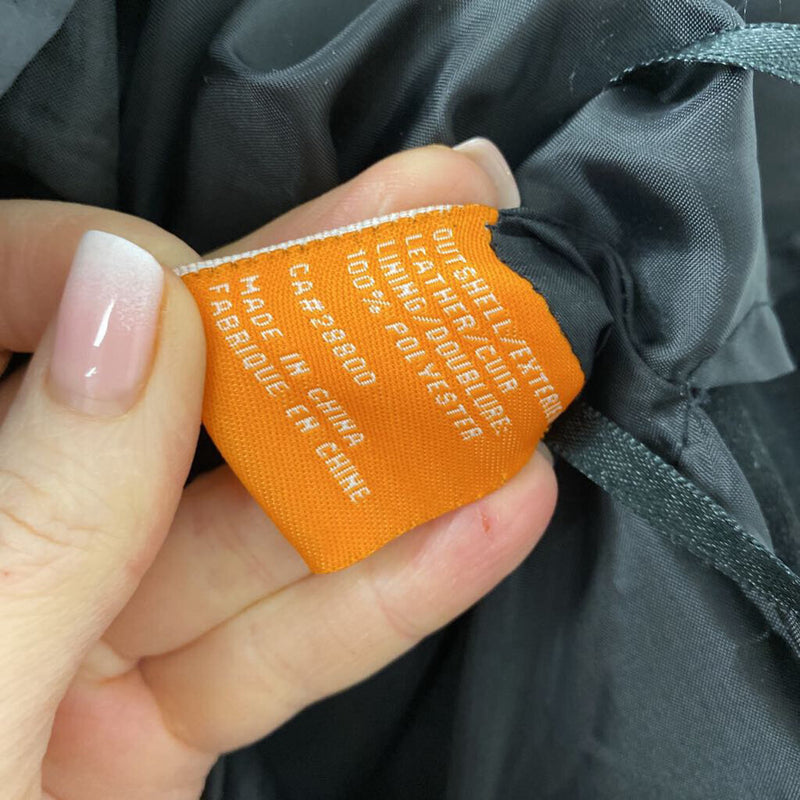 OUTSHELL/EXTERI
LEATHER/CUIR
LINING/DOUBLURE:
100% POLYESTER
CA#28800
MADE IN CHINA
FABRIQUE EN CHINE